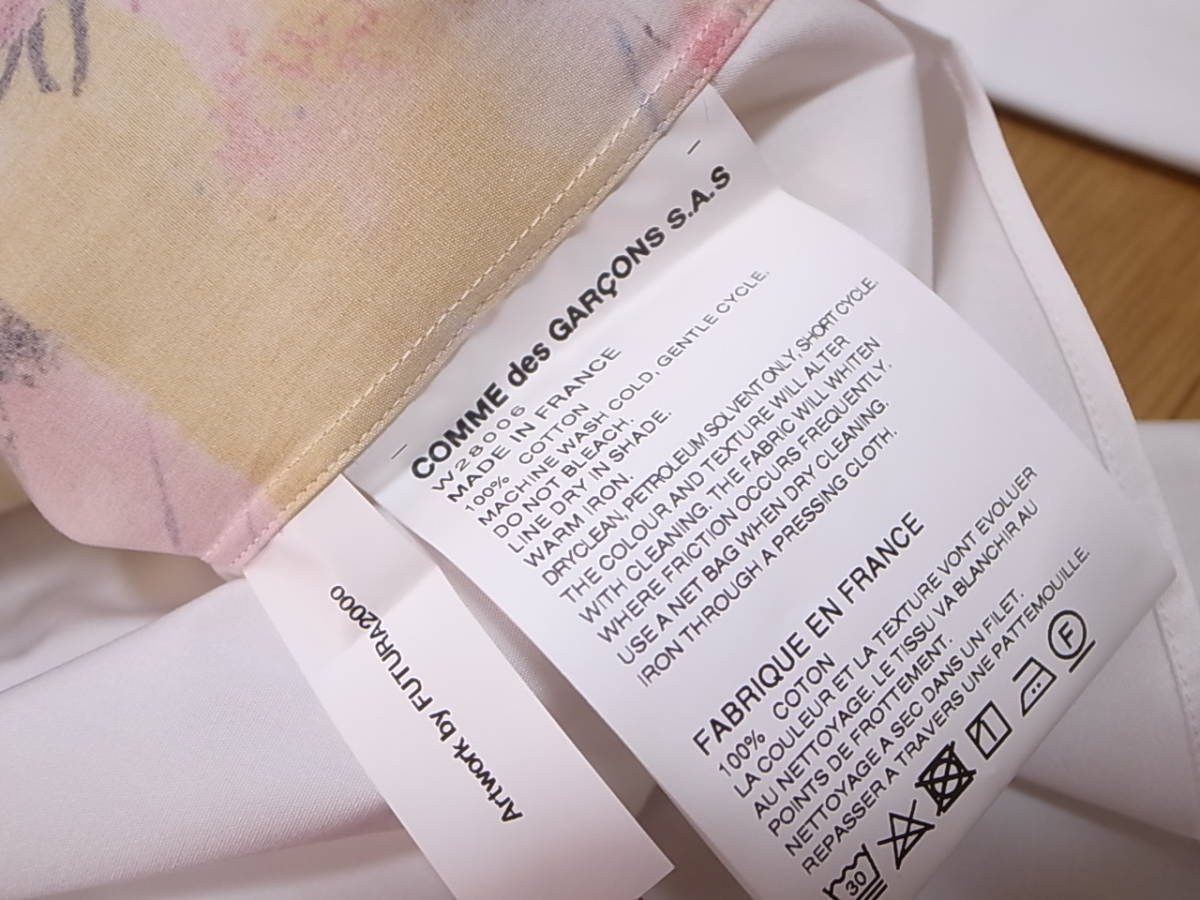 COMME des GARÇONS S.A.S
W28006
MADE IN FRANCE
100% COTTON
MACHINE WASH COLD, GENTLE CYCLE.
DO NOT BLEACH.
LINE DRY IN SHADE.
WARM IRON.
DRYCLEAN, PETROLEUM SOLVENT ONLY, SHORT CYCLE.
THE COLOUR AND TEXTURE WILL ALTER
WITH CLEANING. THE FABRIC WILL WHITEN
WHERE FRICTION OCCURS FREQUENTLY.
USE A NET BAG WHEN DRY CLEANING.
IRON THROUGH A PRESSING CLOTH.
FABRIQUE EN FRANCE
100% COTON
LA COULEUR ET LA TEXTURE VONT EVOLUER
AU NETTOYAGE. LE TISSU VA BLANCHIR AU
POINTS DE FROTTEMENT.
NETTOYAGE A SEC DANS UN FILET.
REPASSER A TRAVERS UNE PATTEMOUILLE.
30
F
Artwork by FUTURA2000